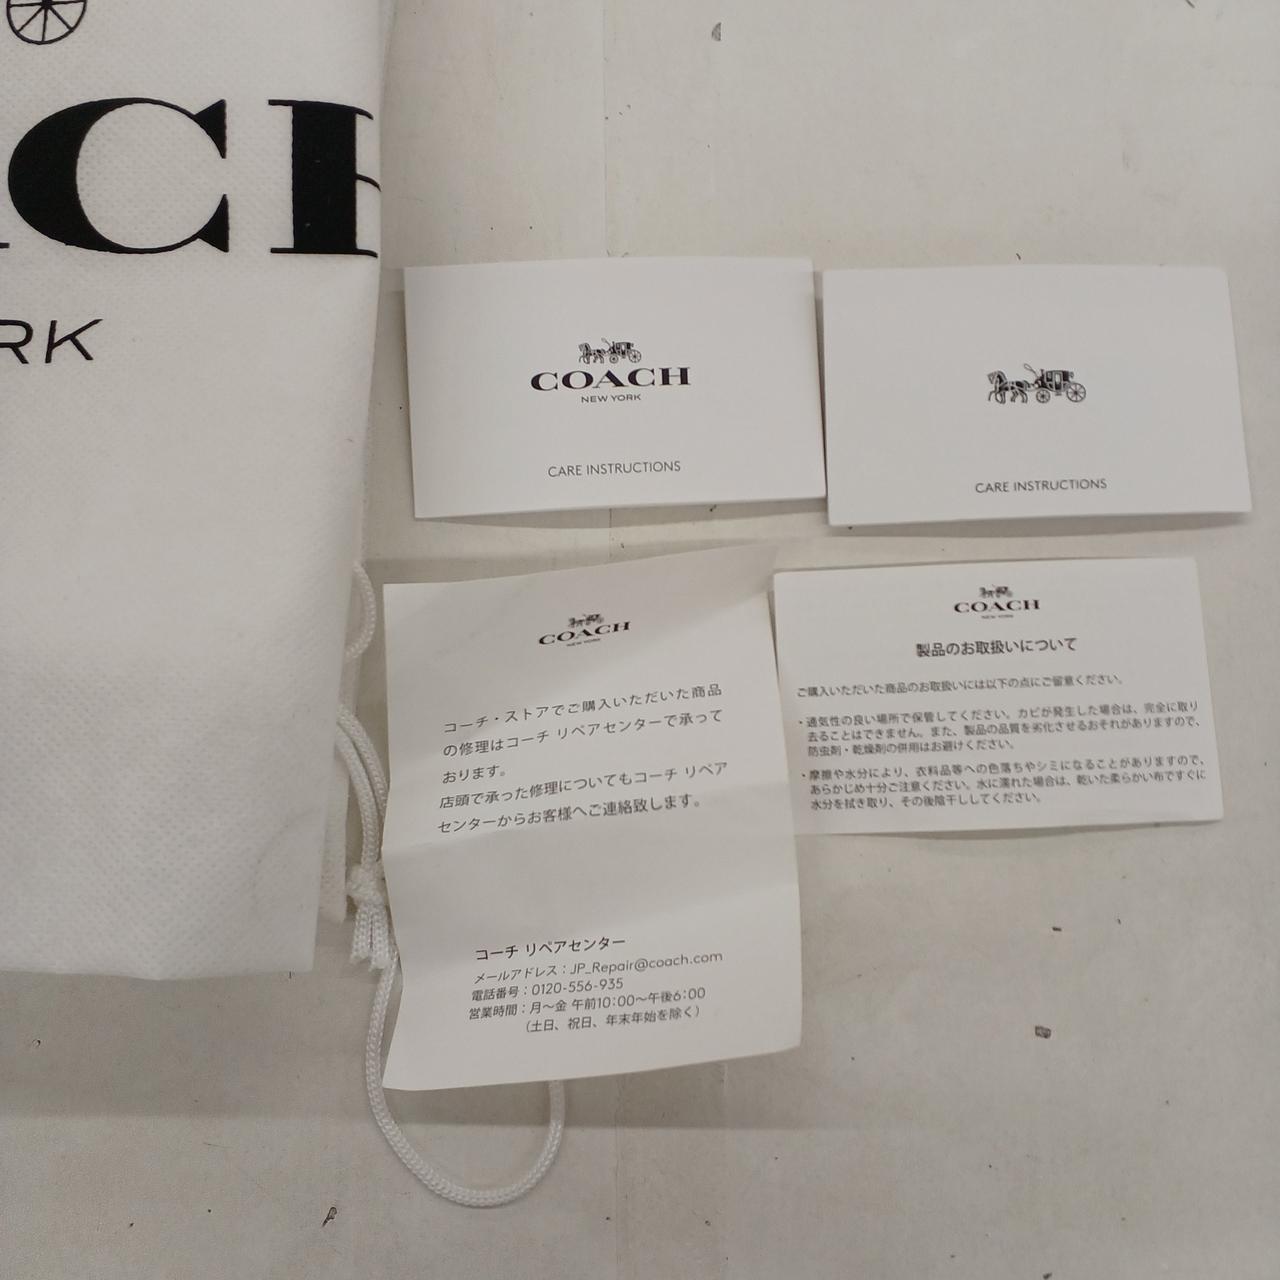 ACH
RK
COACH
NEW YORK
CARE INSTRUCTIONS
CARE INSTRUCTIONS
COACH
NEW YORK
コーチ・ストアでご購入いただいた商品
の修理はコーチ リペアセンターで承って
おります。
店頭で承った修理についてもコーチ リペア
センターからお客様へご連絡致します。
コーチ リペアセンター
メールアドレス：JP_Repair@coach.com
電話番号：0120-556-935
営業時間：月～金 午前10:00～午後6:00
（土日、祝日、年末年始を除く）
COACH
NEW YORK
製品のお取扱いについて
ご購入いただいた商品のお取扱いには以下の点にご留意ください。
・通気性の良い場所で保管してください。カビが発生した場合は、完全に取り
去ることはできません。また、製品の品質を劣化させるおそれがありますので、
防虫剤・乾燥剤の併用はお避けください。
・摩擦や水分により、衣料品等への色落ちやシミになることがありますので、
あらかじめ十分ご注意ください。水に濡れた場合は、乾いた柔らかい布ですぐに
水分を拭き取り、その後陰干ししてください。